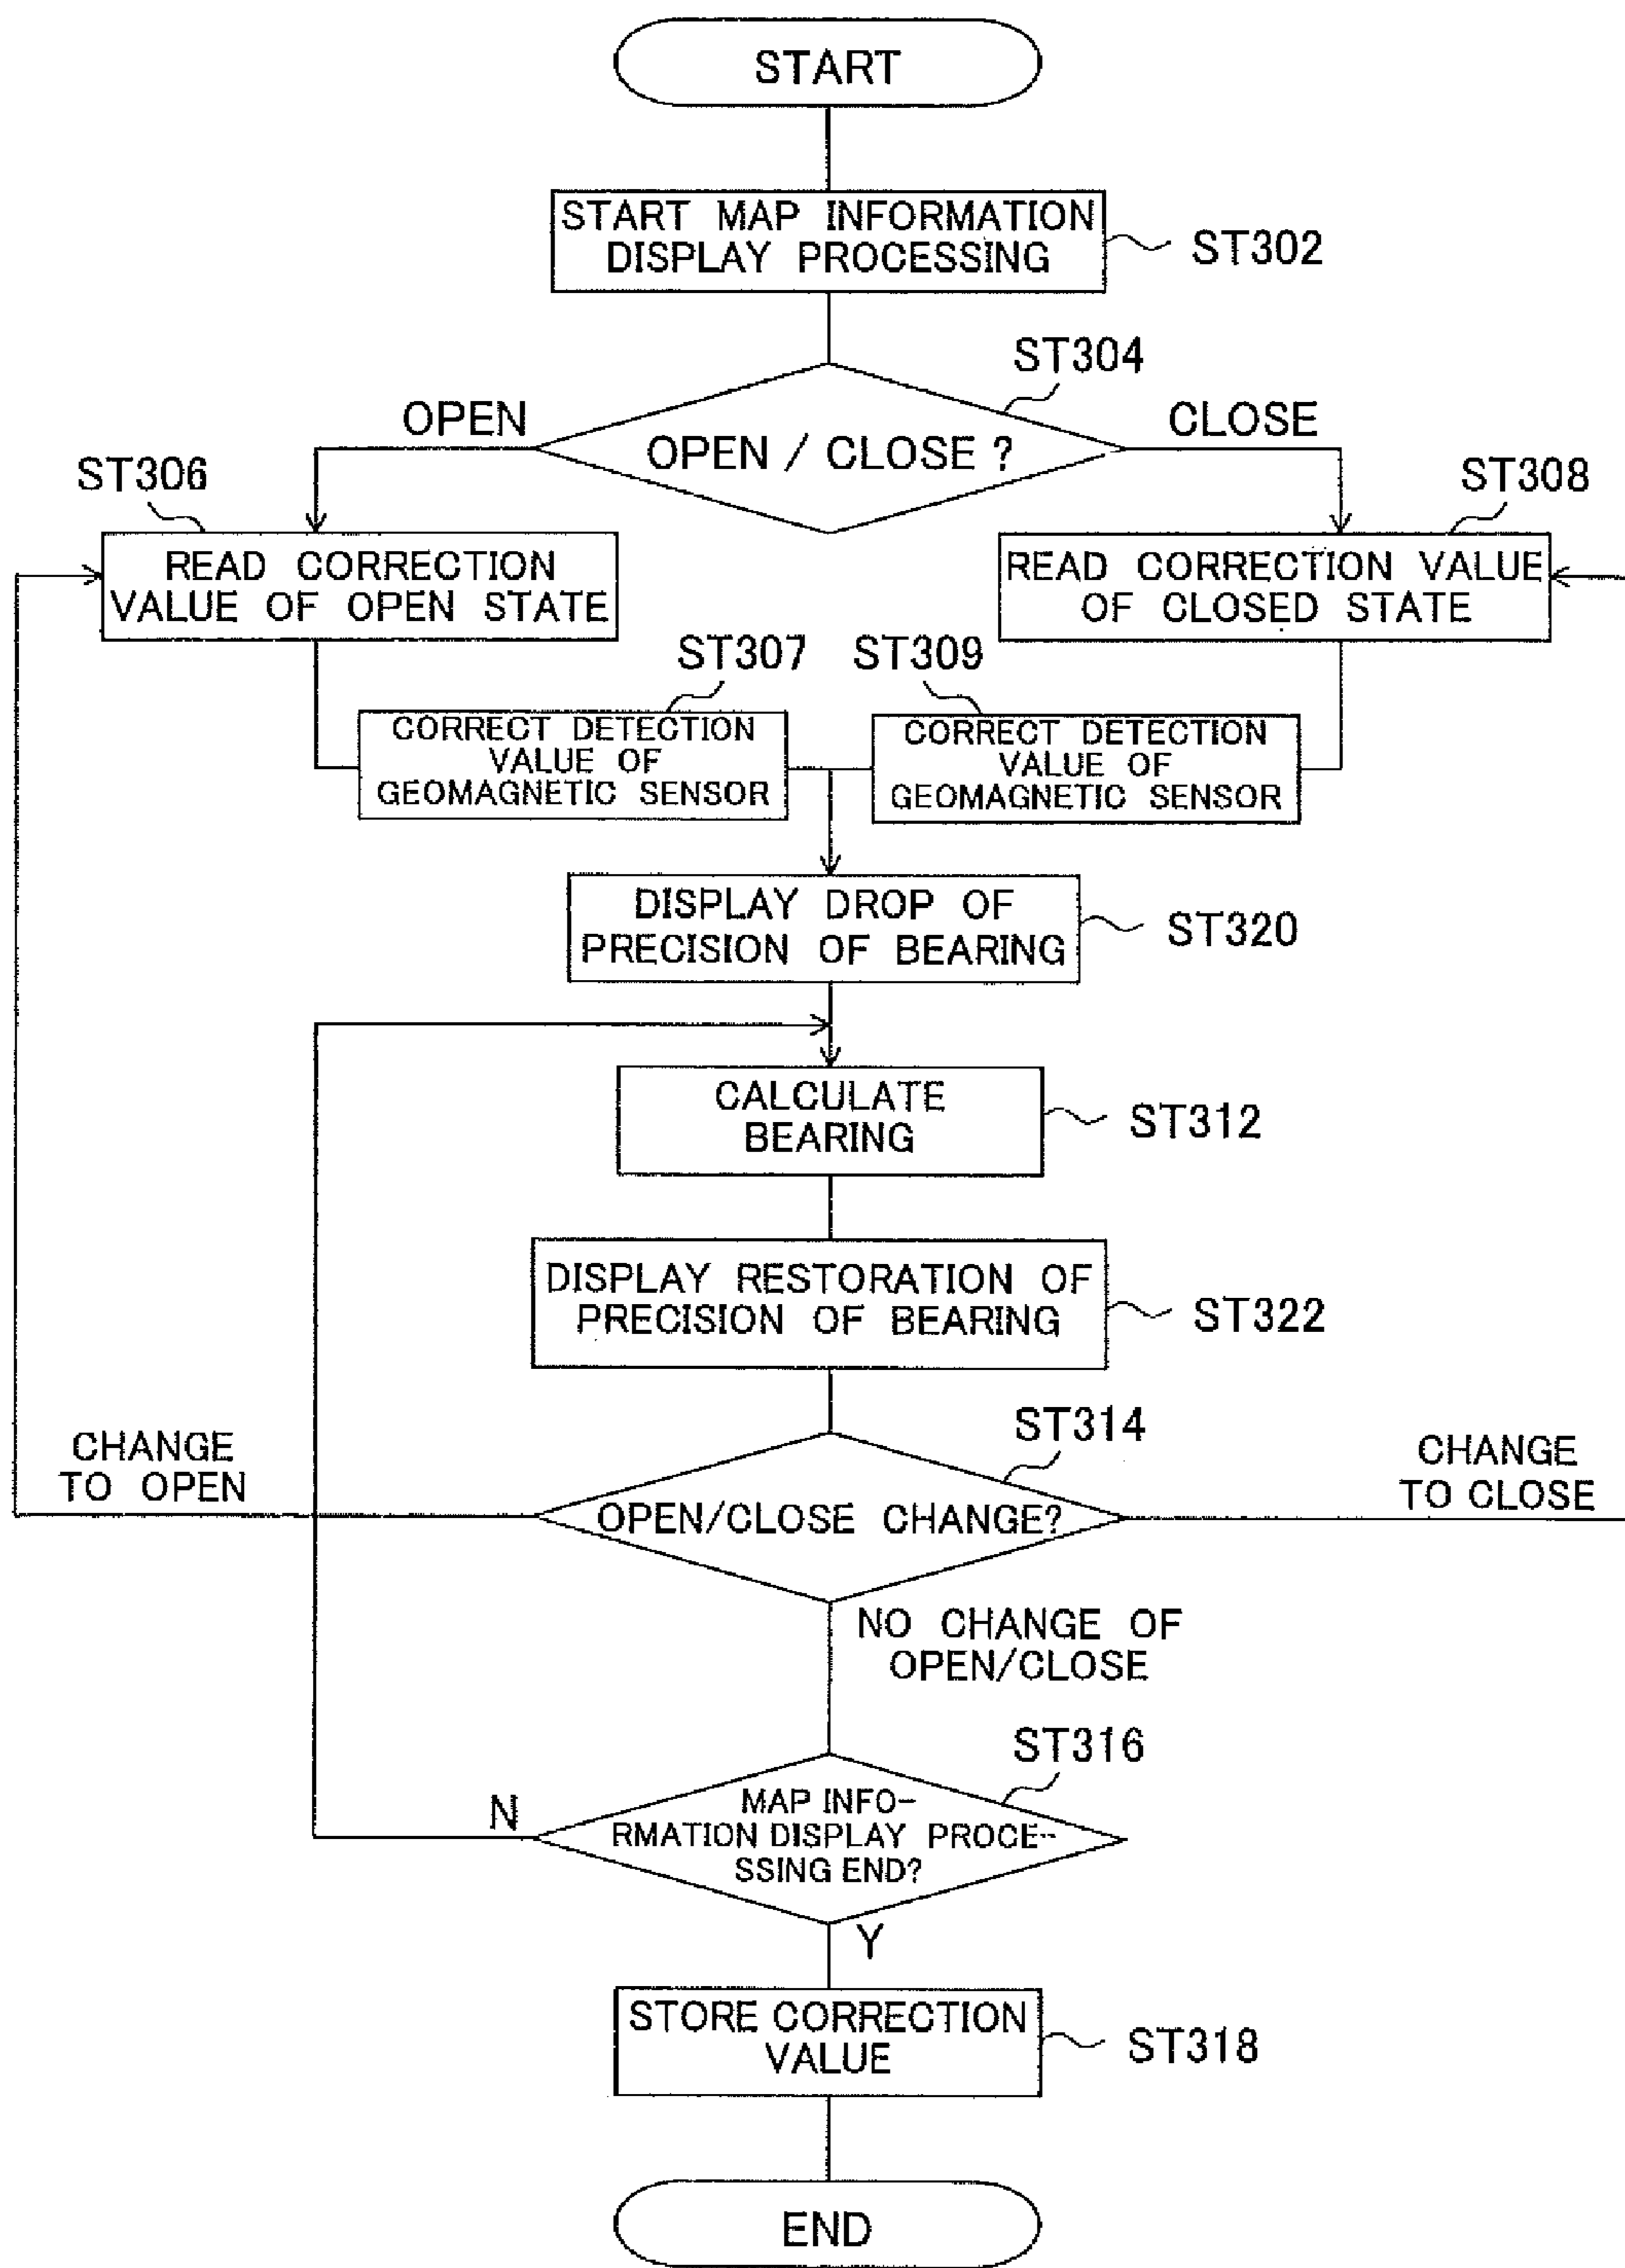 START
START MAP INFORMATION
DISPLAY PROCESSING
ST302
ST304
OPEN
CLOSE
OPEN / CLOSE ?
ST306
ST308
READ CORRECTION
VALUE OF OPEN STATE
READ CORRECTION VALUE
OF CLOSED STATE
ST307
ST309
CORRECT DETECTION
VALUE OF
GEOMAGNETIC SENSOR
CORRECT DETECTION
VALUE OF
GEOMAGNETIC SENSOR
DISPLAY DROP OF
PRECISION OF BEARING
ST320
CALCULATE
BEARING
ST312
DISPLAY RESTORATION OF
PRECISION OF BEARING
ST322
ST314
CHANGE
TO OPEN
OPEN/CLOSE CHANGE?
CHANGE
TO CLOSE
NO CHANGE OF
OPEN/CLOSE
ST316
N
MAP INFO-
RMATION DISPLAY PROCE-
SSING END?
Y
STORE CORRECTION
VALUE
ST318
END